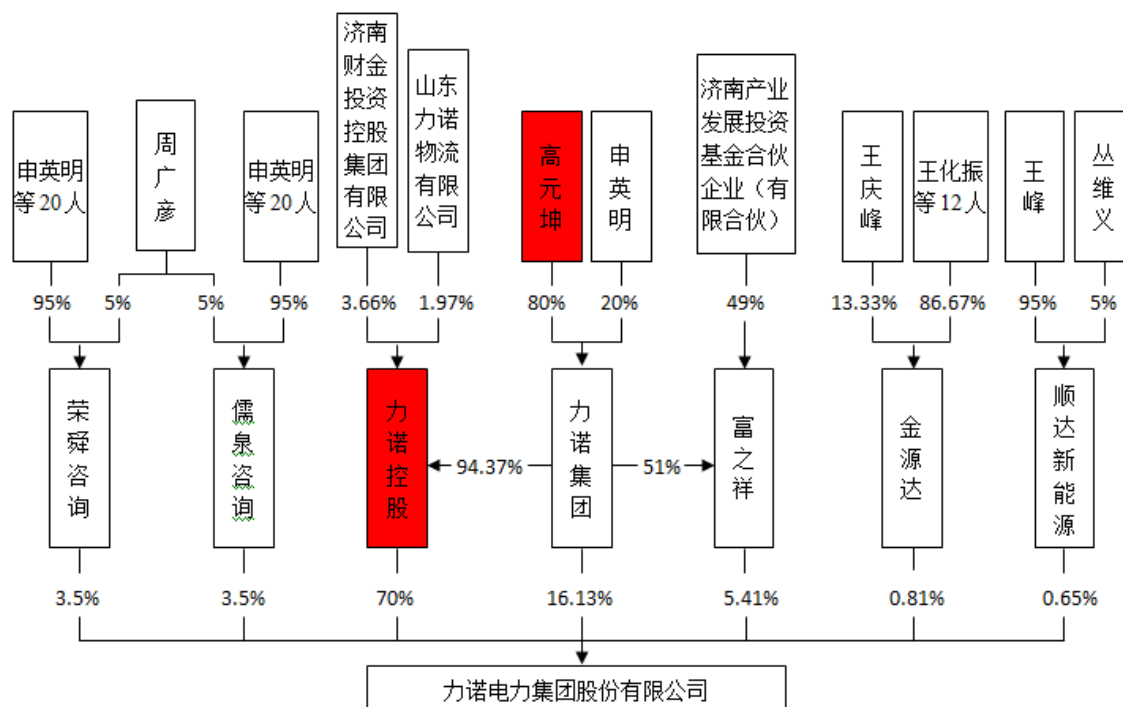 申英明
等20人
周广彦
申英明
等20人
济南
财金
投资
控股
集团
有限
公司
山东
力诺
物流
有限
公司
高元坤
申英明
济南产业
发展投资
基金合伙
企业（有
限合伙）
王庆峰
王化振
等12人
王峰
丛维义
95%
5%
5%
95%
3.66%
1.97%
80%
20%
49%
13.33%
86.67%
95%
5%
荣舜咨询
儒泉咨询
力诺控股
94.37%
力诺集团
51%
富之祥
金源达
顺达新能源
3.5%
3.5%
70%
16.13%
5.41%
0.81%
0.65%
力诺电力集团股份有限公司